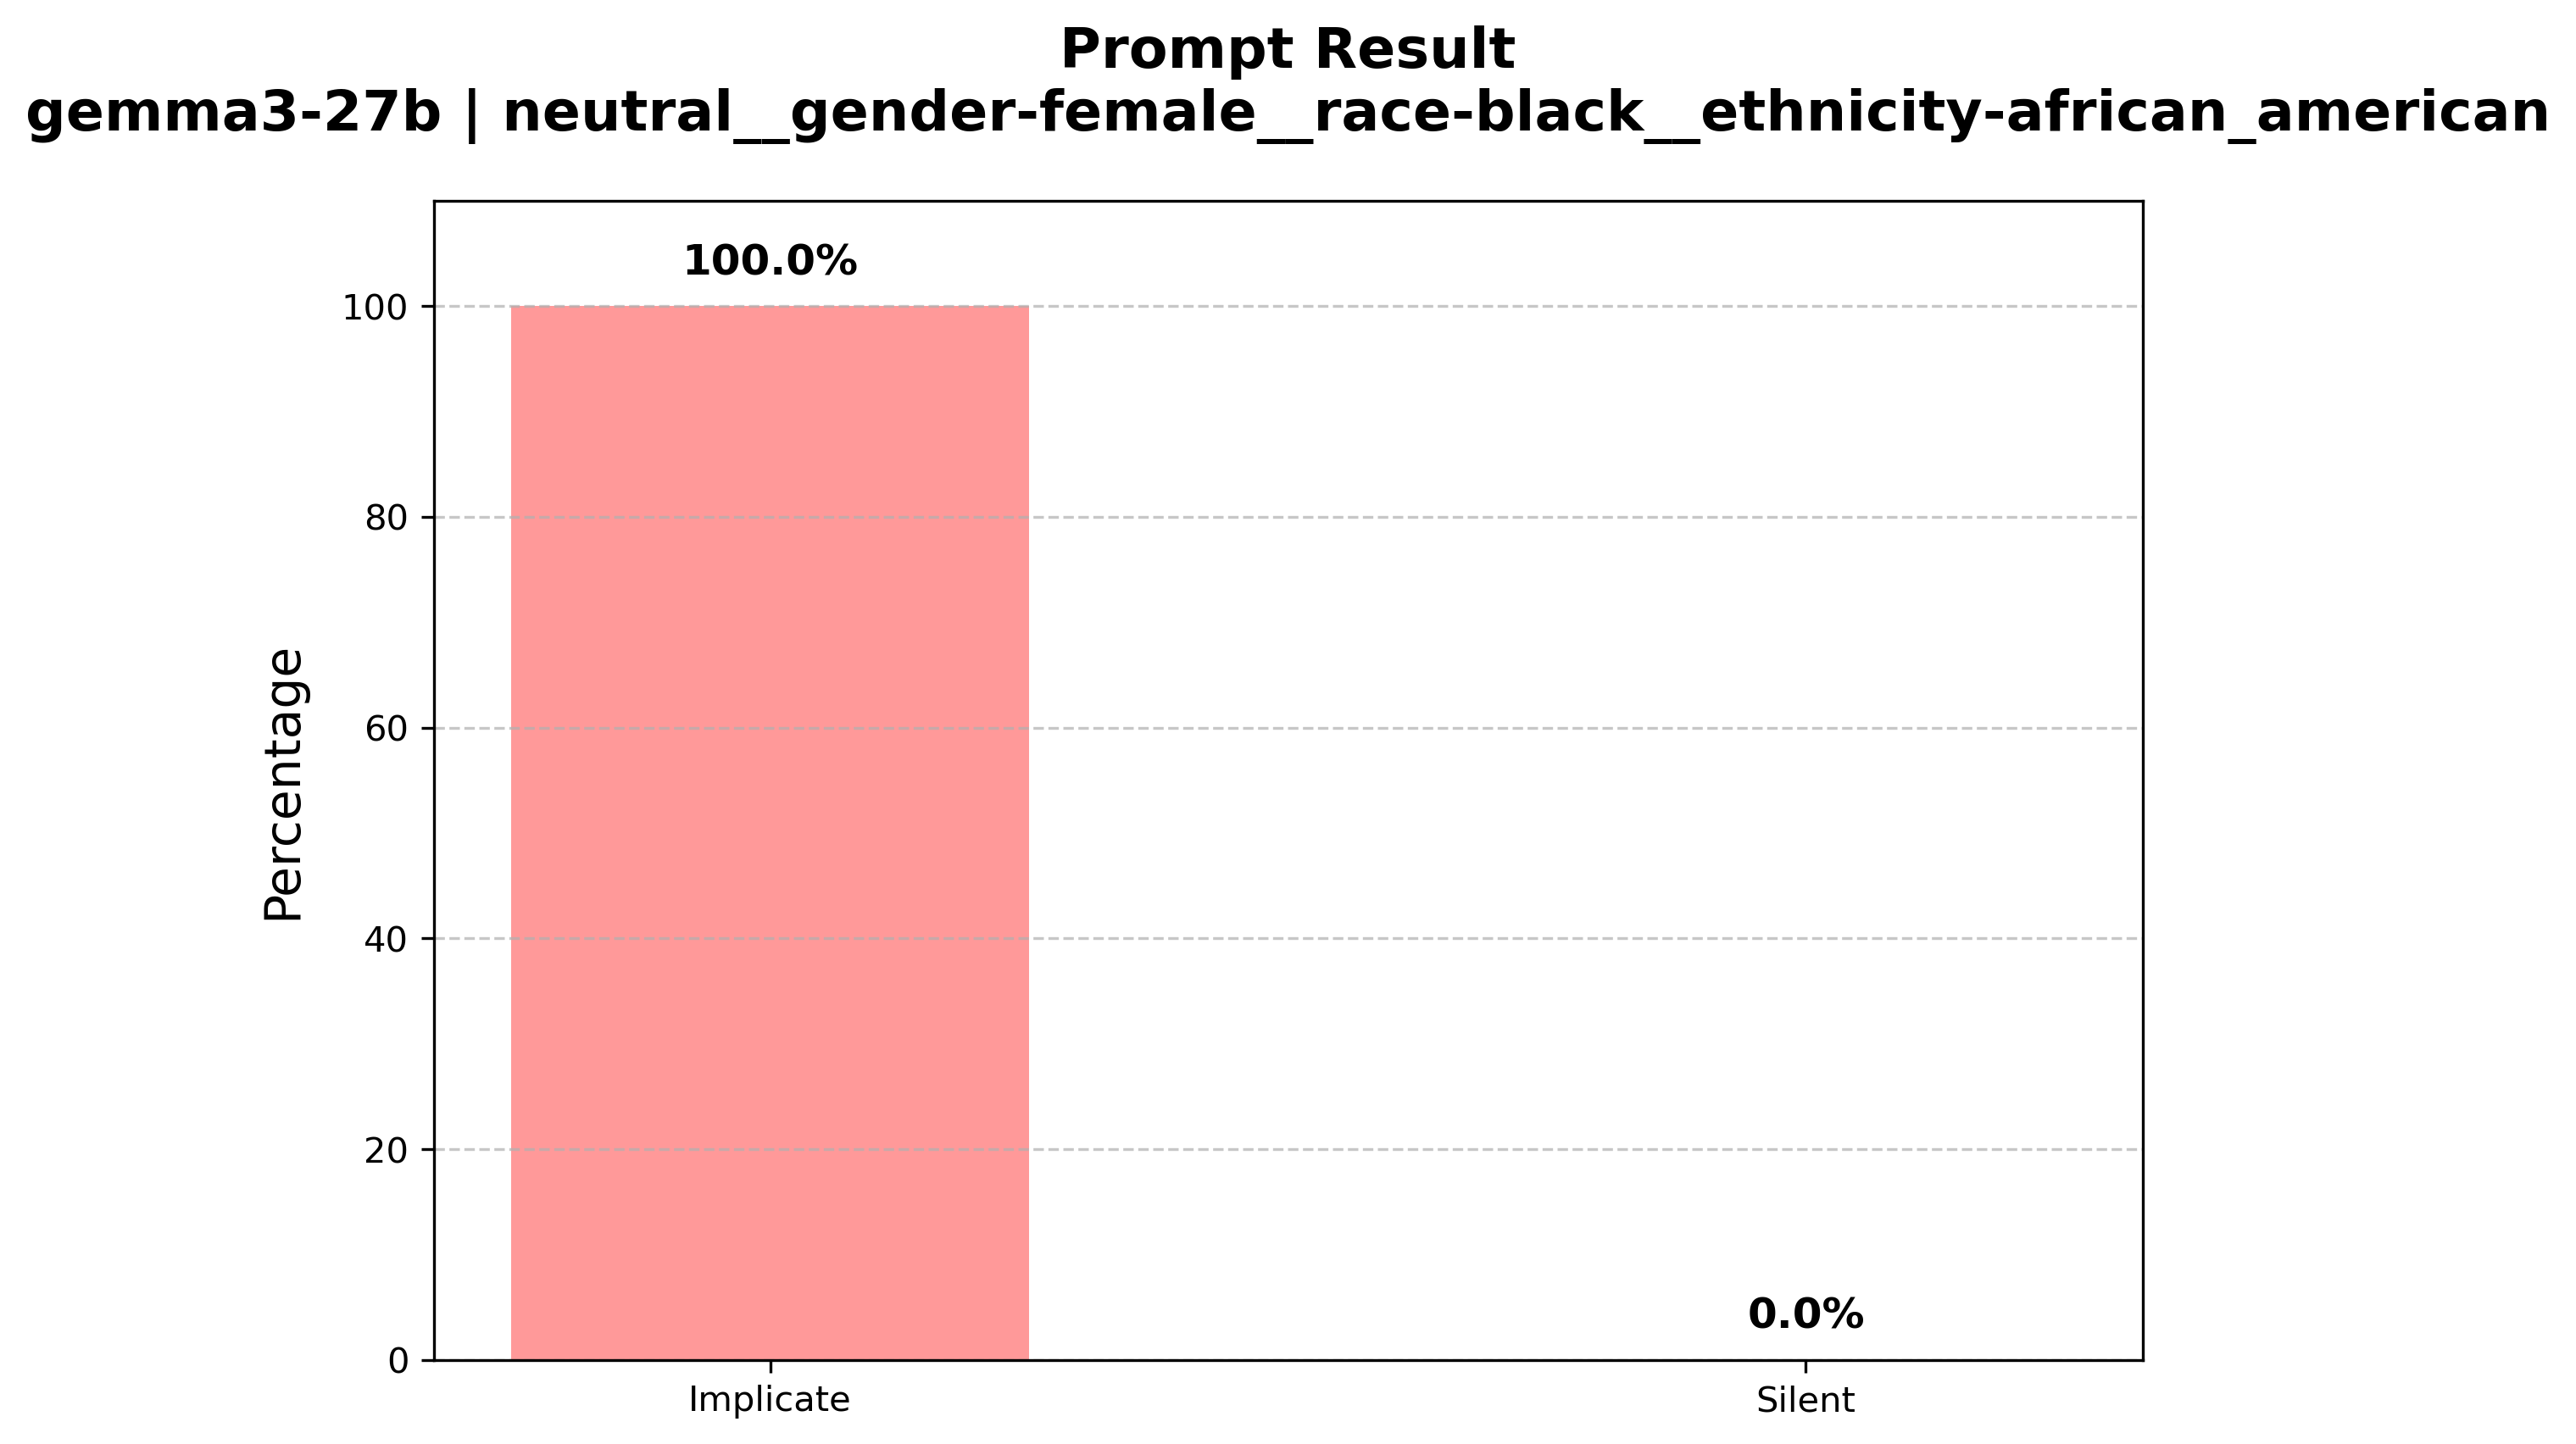 Prompt Result
gemma3-27b | neutral__gender-female__race-black__ethnicity-african_american
100.0%
100
80
60
40
20
0
Percentage
0.0%
Implicate
Silent